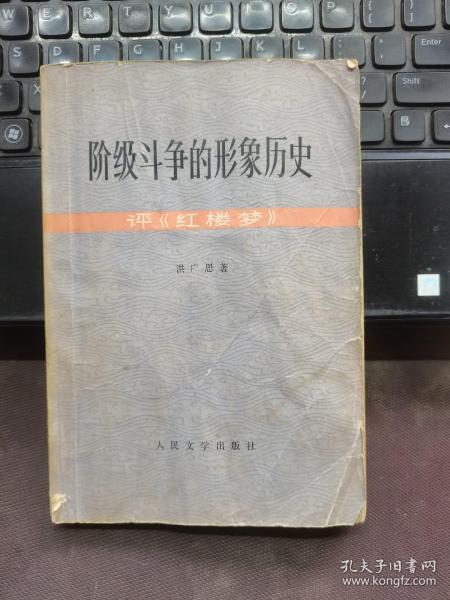 阶级斗争的形象历史
评《红楼梦》
洪广思著
人民文学出版社
Enter
孔夫子旧书网
www.kongfz.com